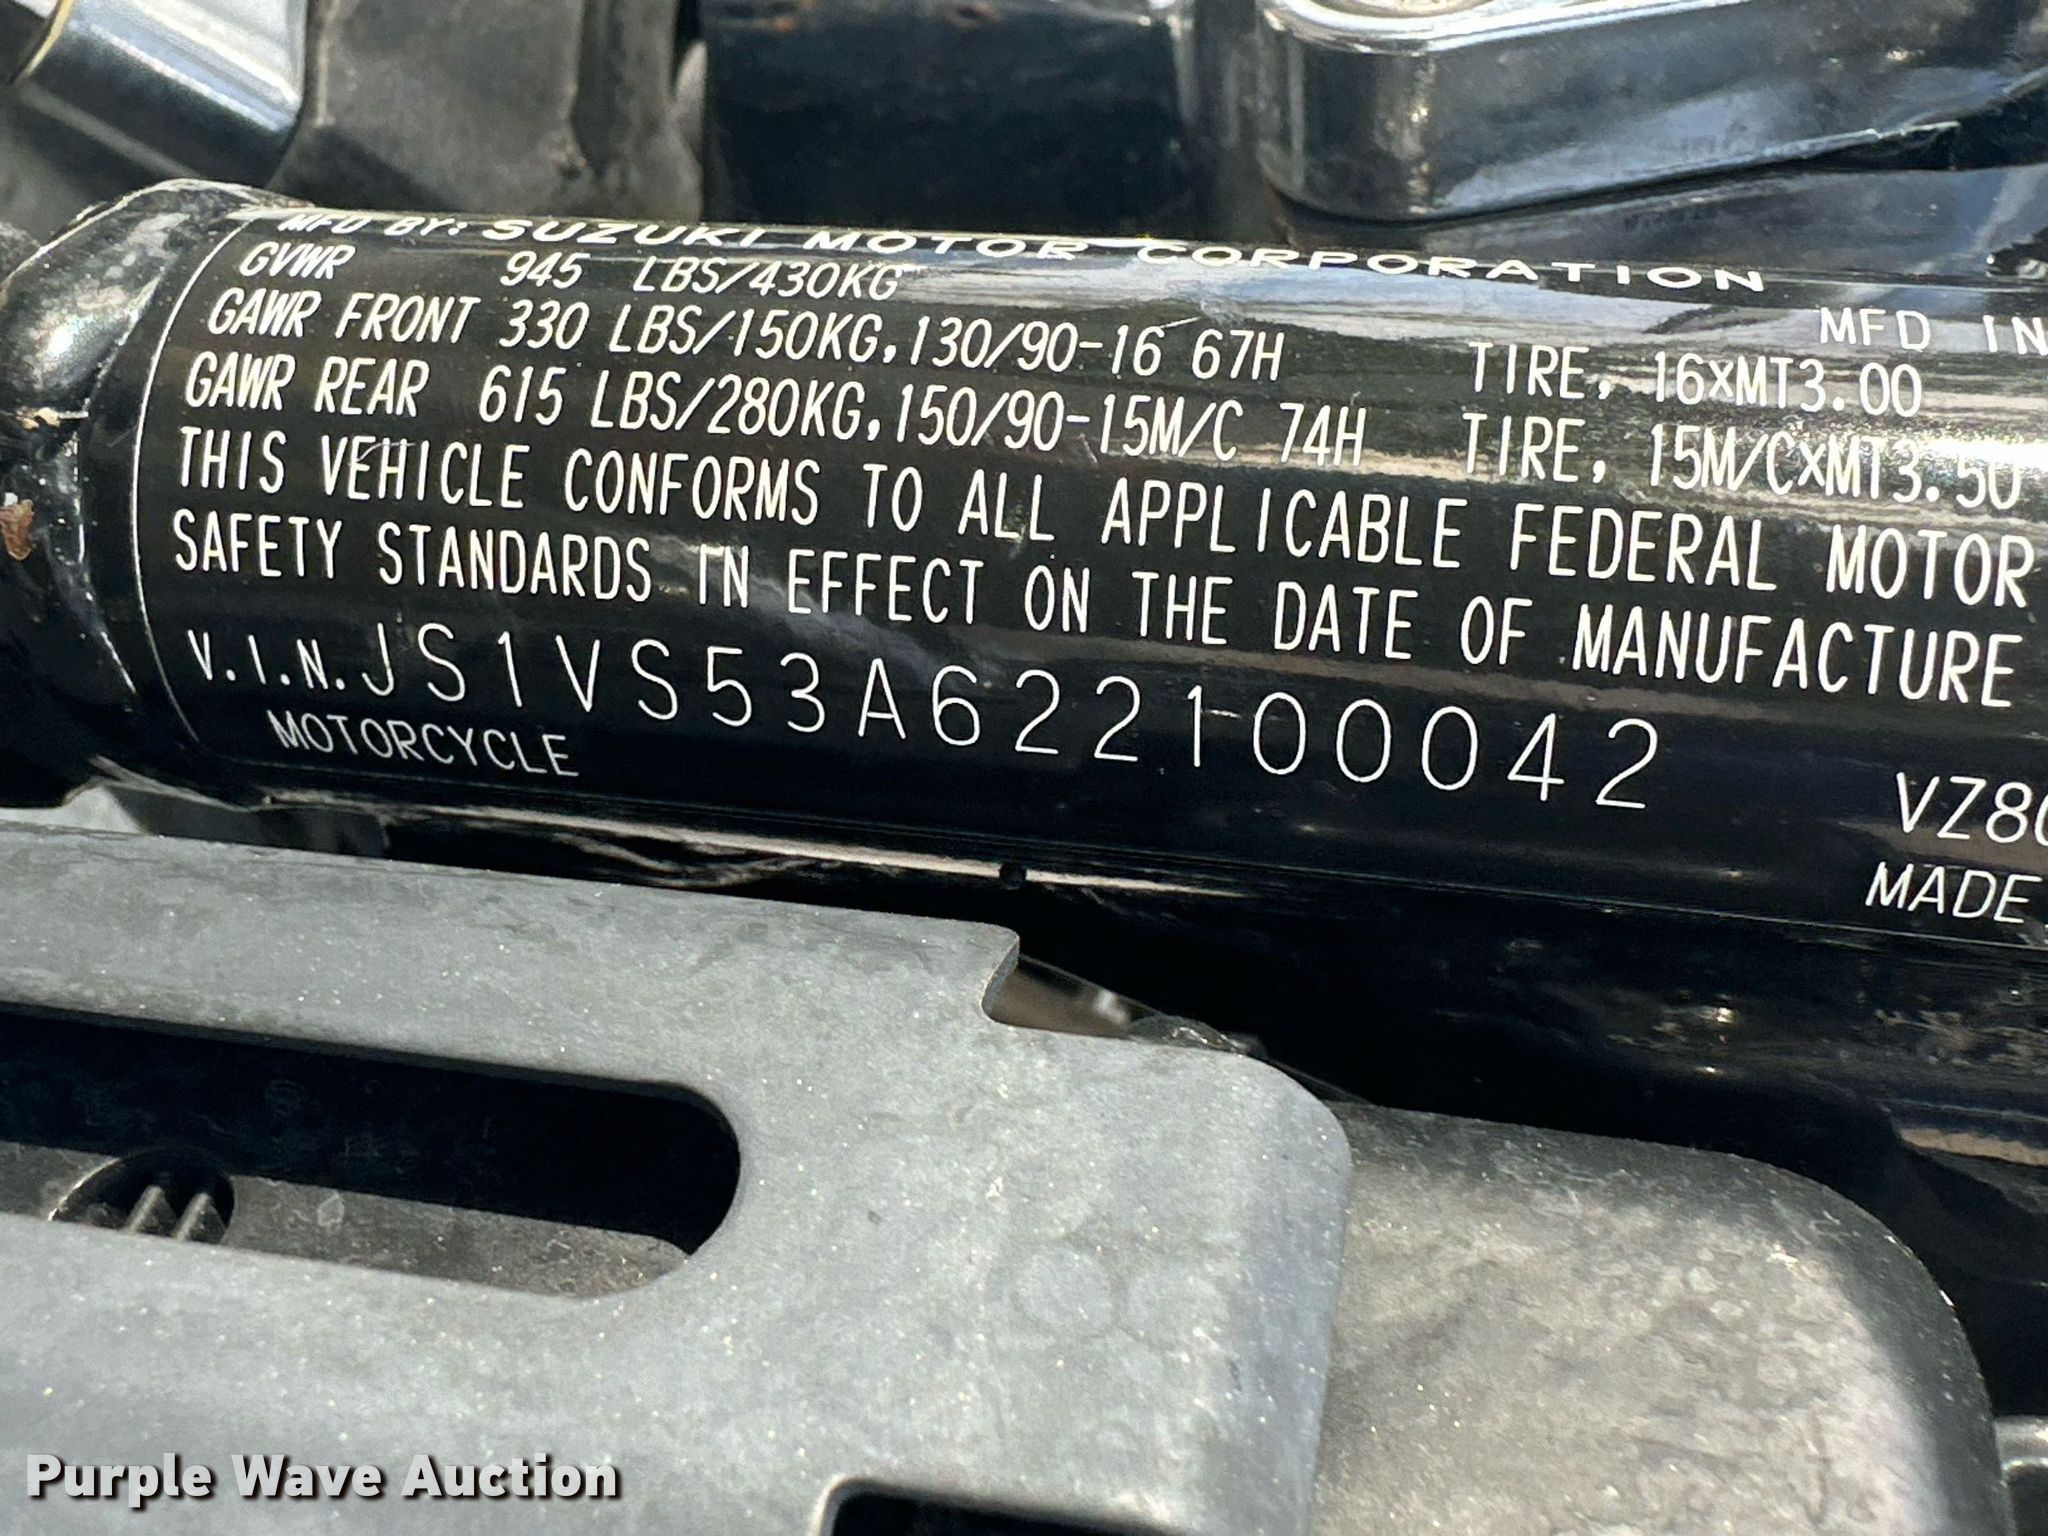 MFD BY: SUZUKI MOTOR CORPORATION
MFD IN
GVWR 945 LBS/430KG
GAWR FRONT 330 LBS/150KG,130/90-16 67H TIRE, 16xMT3.00
GAWR REAR 615 LBS/280KG,150/90-15M/C 74H TIRE, 15M/CxMT3.50
THIS VEHICLE CONFORMS TO ALL APPLICABLE FEDERAL MOTOR
SAFETY STANDARDS IN EFFECT ON THE DATE OF MANUFACTURE
V.I.N. JS1VS53A622100042
MOTORCYCLE
VZ80
MADE
Purple Wave Auction